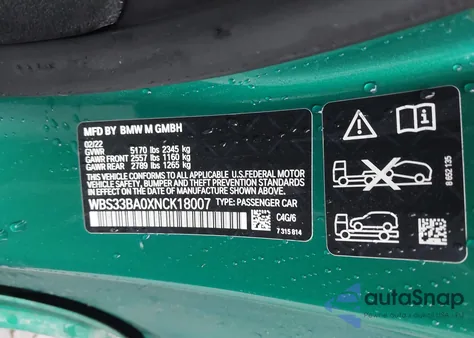 MFD BY BMW M GMBH
02/22
GVWR 5170 lbs 2345 kg
GAWR FRONT 2557 lbs 1160 kg
GAWR REAR 2789 lbs 1265 kg
THIS VEHICLE CONFORMS TO ALL APPLICABLE U.S.FEDERAL MOTOR
VEHICLE SAFETY, BUMPER, AND THEFT PREVENTION STANDARDS
IN EFFECT ON THE DATE OF MANUFACTURE SHOWN ABOVE.
WBS33BA0XNCK18007 TYPE: PASSENGER CAR
C4G/6
7 315 814
8 652 135
autoSnap